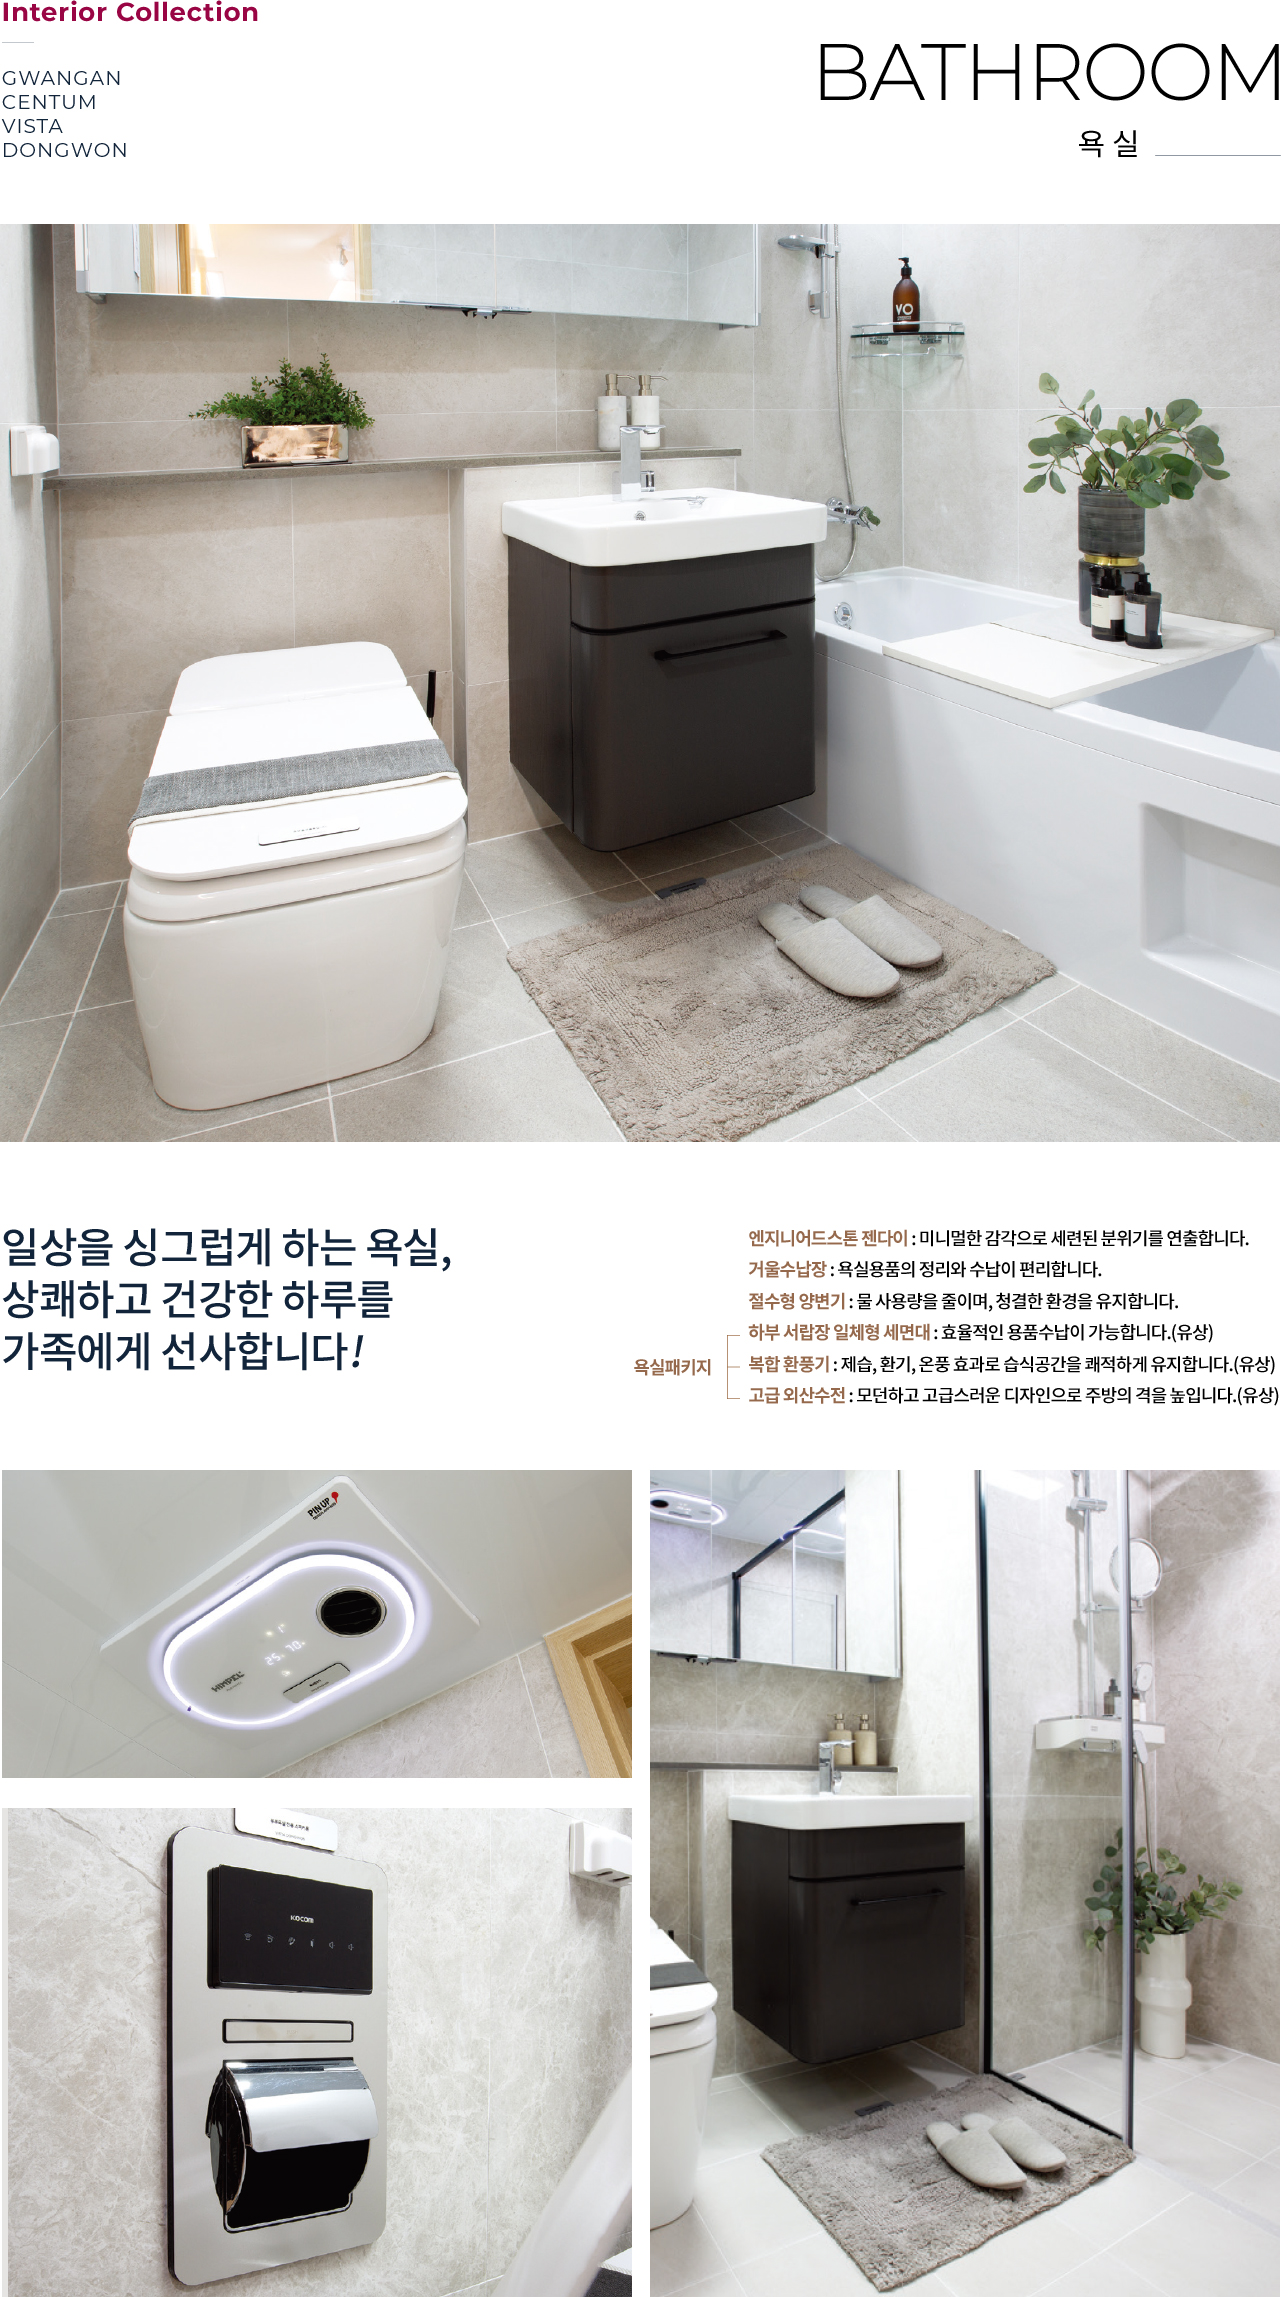 Interior Collection
GWANGAN
CENTUM
VISTA
DONGWON
BATHROOM
욕실
VO
일상을 싱그럽게 하는 욕실,
상쾌하고 건강한 하루를
가족에게 선사합니다!
엔지니어드스톤 젠다이 : 미니멀한 감각으로 세련된 분위기를 연출합니다.
거울수납장 : 욕실용품의 정리와 수납이 편리합니다.
절수형 양변기 : 물 사용량을 줄이며, 청결한 환경을 유지합니다.
하부 서랍장 일체형 세면대 : 효율적인 용품수납이 가능합니다.(유상)
욕실패키지
복합 환풍기 : 제습, 환기, 온풍 효과로 습식공간을 쾌적하게 유지합니다.(유상)
고급 외산수전 : 모던하고 고급스러운 디자인으로 주방의 격을 높입니다.(유상)
PIN UP
HIMPEL
KOCOM